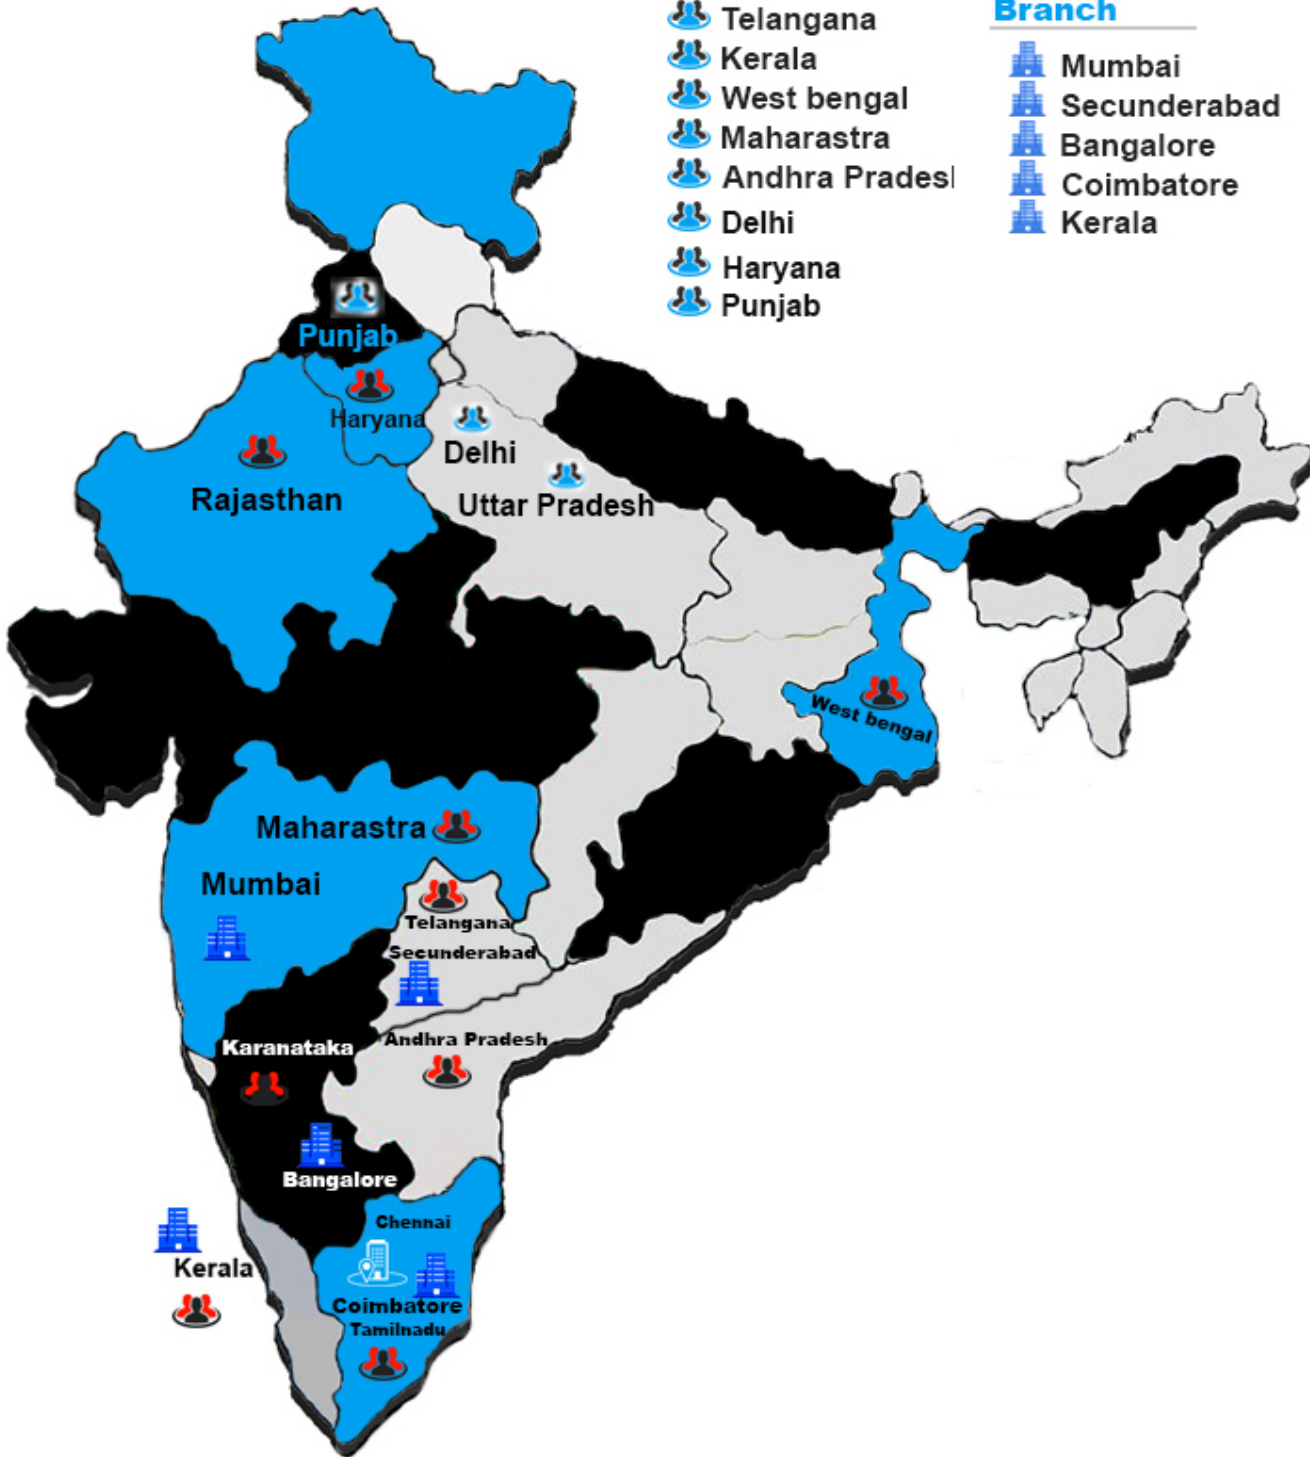 Telangana
Kerala
West bengal
Maharastra
Andhra Prades
Delhi
Haryana
Punjab
Branch
Mumbai
Secunderabad
Bangalore
Coimbatore
Kerala
Punjab
Haryana
Delhi
Rajasthan
Uttar Pradesh
West bengal
Maharastra
Mumbai
Telangana
Secunderabad
Andhra Pradesh
Karanataka
Bangalore
Chennai
Kerala
Coimbatore
Tamilnadu